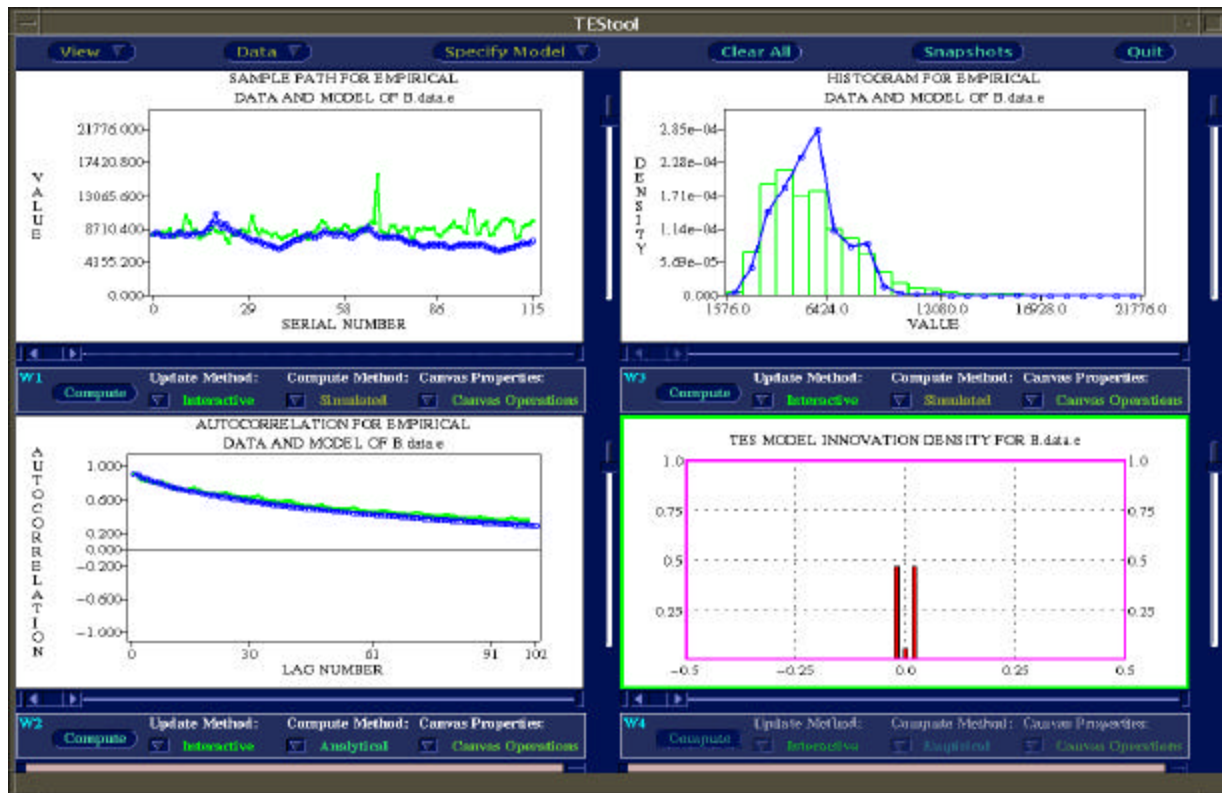 TEStool
View Data Specify Model Clear All Snapshots Quit
SAMPLE PATH FOR EMPIRICAL
DATA AND MODEL OF B.data.e
21776.000
17420.800
13065.600
8710.400
4355.200
0.000
VALUE
0 29 58 86 115
SERIAL NUMBER
HISTOGRAM FOR EMPIRICAL
DATA AND MODEL OF B.data.e
2.85e-04
2.28e-04
1.71e-04
1.14e-04
5.69e-05
0.000
DENSITY
1576.0 6424.0 12080.0 16928.0 21776.0
VALUE
W1
Compute
Update Method: Compute Method: Canvas Properties:
Interactive Simulated Canvas Operations
W3
Compute
Update Method: Compute Method: Canvas Properties:
Interactive Simulated Canvas Operations
AUTOCORRELATION FOR EMPIRICAL
DATA AND MODEL OF B.data.e
1.000
0.600
0.200
0.000
-0.200
-0.600
-1.000
AUTOCORRELATION
0 30 61 91 102
LAG NUMBER
TES MODEL INNOVATION DENSITY FOR B.data.e
1.0 1.0
0.75 0.75
0.5 0.5
0.25 0.25
-0.5 -0.25 0.0 0.25 0.5
W2
Compute
Update Method: Compute Method: Canvas Properties:
Interactive Analytical Canvas Operations
W4
Compute
Update Method: Compute Method: Canvas Properties:
Interactive Empirical Canvas Operations